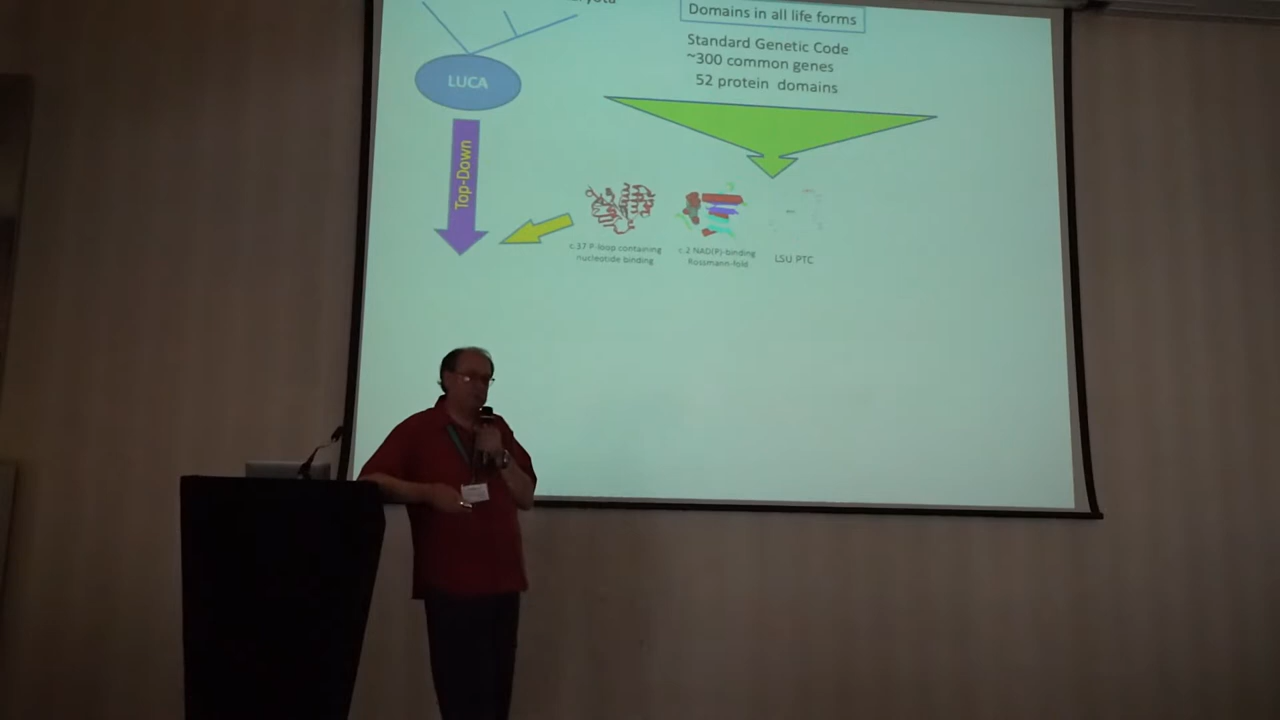 Domains in all life forms
Standard Genetic Code
~300 common genes
52 protein domains
LUCA
Top-Down
c.37 P-loop containing
nucleotide binding
c.2 NAD(P)-binding
Rossmann-fold
LSU PTC